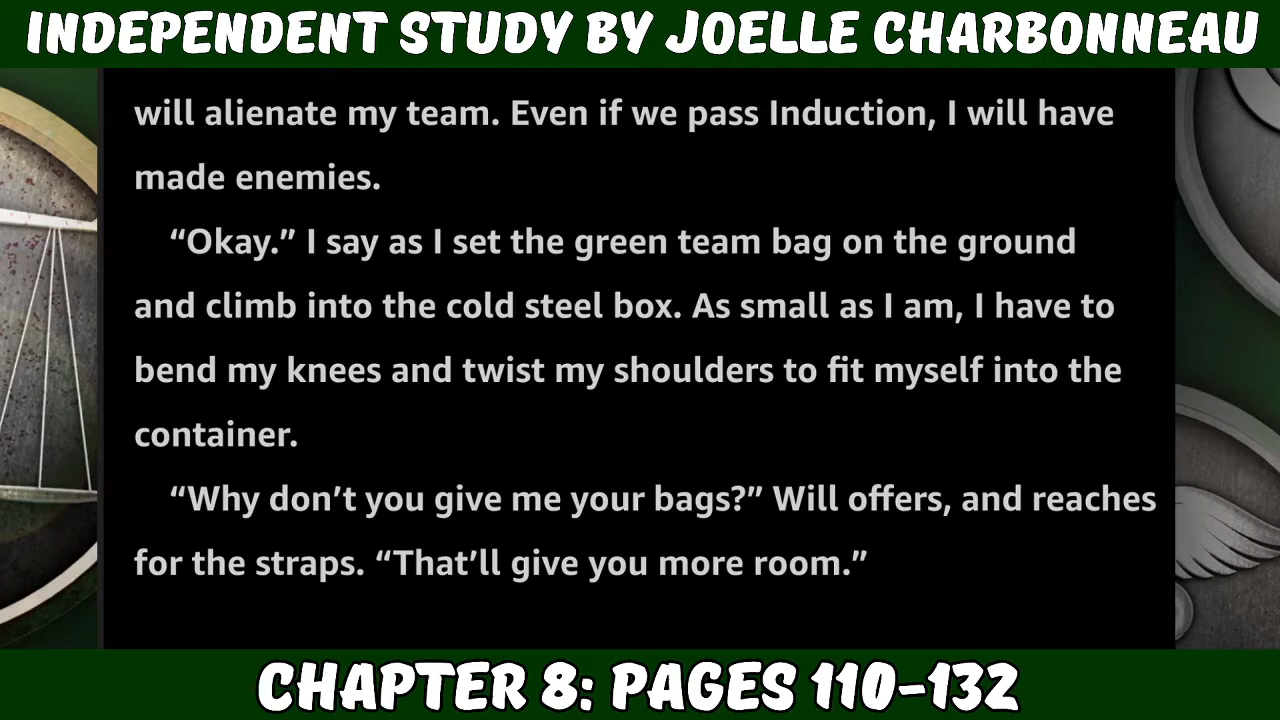 INDEPENDENT STUDY BY JOELLE CHARBONNEAU
will alienate my team. Even if we pass Induction, I will have
made enemies.
“Okay.” I say as I set the green team bag on the ground
and climb into the cold steel box. As small as I am, I have to
bend my knees and twist my shoulders to fit myself into the
container.
“Why don’t you give me your bags?” Will offers, and reaches
for the straps. “That’ll give you more room.”
CHAPTER 8: PAGES 110-132